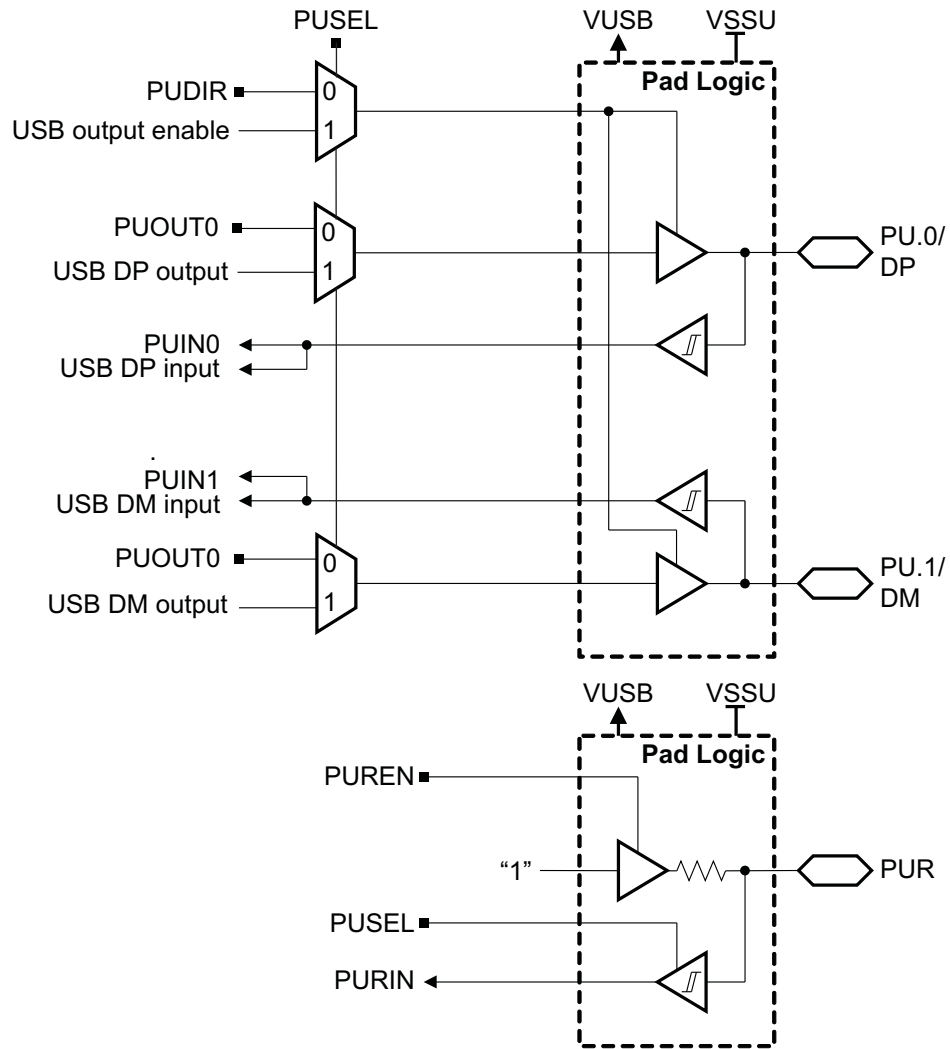 PUSEL
VUSB
VSSU
Pad Logic
PUDIR
0
USB output enable
1
PUOUT0
0
USB DP output
1
PU.0/
DP
PUIN0
USB DP input
.
PUIN1
USB DM input
PUOUT0
0
USB DM output
1
PU.1/
DM
VUSB
VSSU
Pad Logic
PUREN
“1”
PUR
PUSEL
PURIN